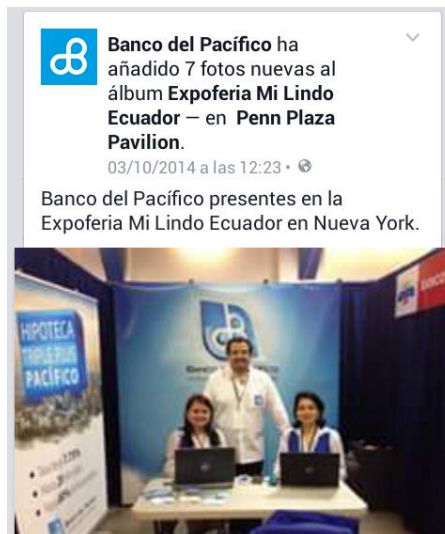 Banco del Pacífico ha
añadido 7 fotos nuevas al
álbum Expoferia Mi Lindo
Ecuador — en Penn Plaza
Pavilion.
03/10/2014 a las 12:23 •
Banco del Pacífico presentes en la
Expoferia Mi Lindo Ecuador en Nueva York.
HIPOTECA
TRIPLE PLUS
PACÍFICO